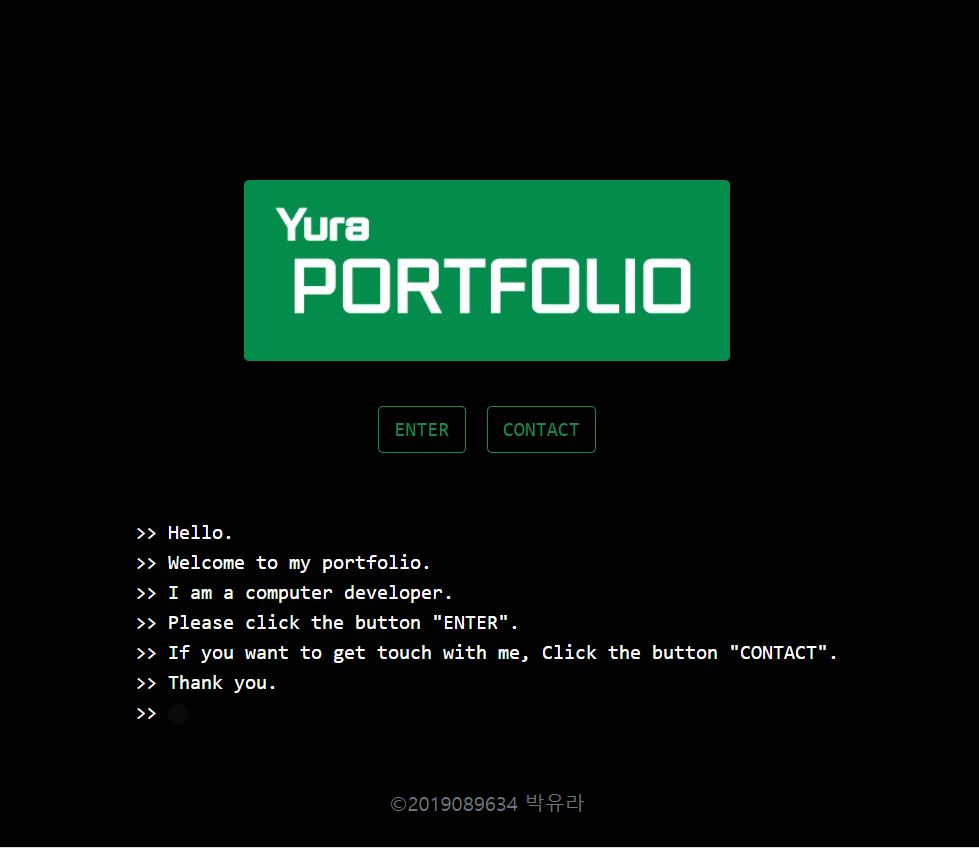 Yura
PORTFOLIO
ENTER CONTACT
>> Hello.
>> Welcome to my portfolio.
>> I am a computer developer.
>> Please click the button "ENTER".
>> If you want to get touch with me, Click the button "CONTACT".
>> Thank you.
>>
©2019089634 박유라